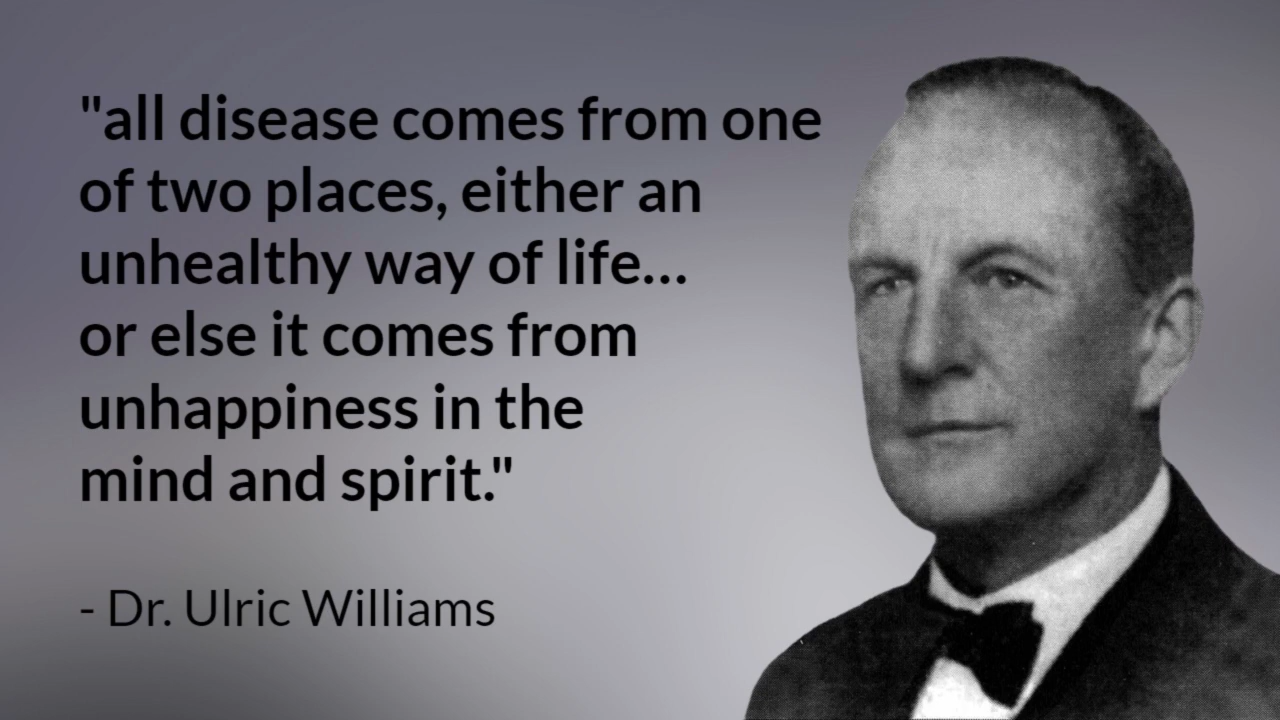 "all disease comes from one
of two places, either an
unhealthy way of life...
or else it comes from
unhappiness in the
mind and spirit."
- Dr. Ulric Williams